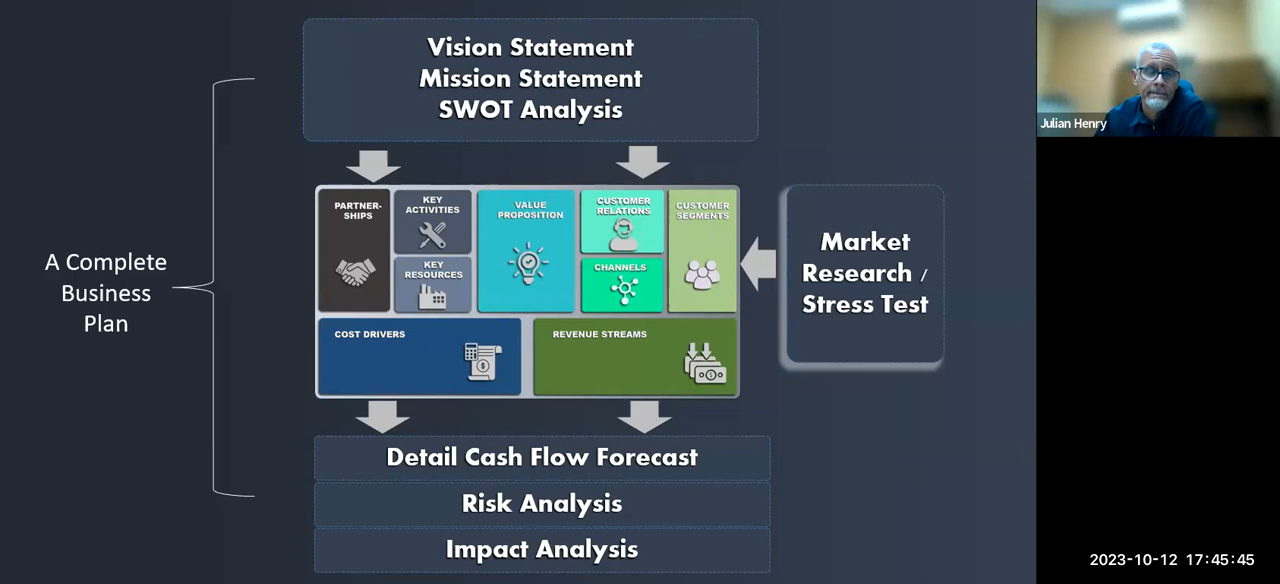 Vision Statement
Mission Statement
SWOT Analysis
Julian Henry
PARTNER-
SHIPS
KEY
ACTIVITIES
KEY
RESOURCES
VALUE
PROPOSITION
CUSTOMER
RELATIONS
CHANNELS
CUSTOMER
SEGMENTS
COST DRIVERS
REVENUE STREAMS
Market
Research /
Stress Test
A Complete
Business
Plan
Detail Cash Flow Forecast
Risk Analysis
Impact Analysis
2023-10-12 17:45:45